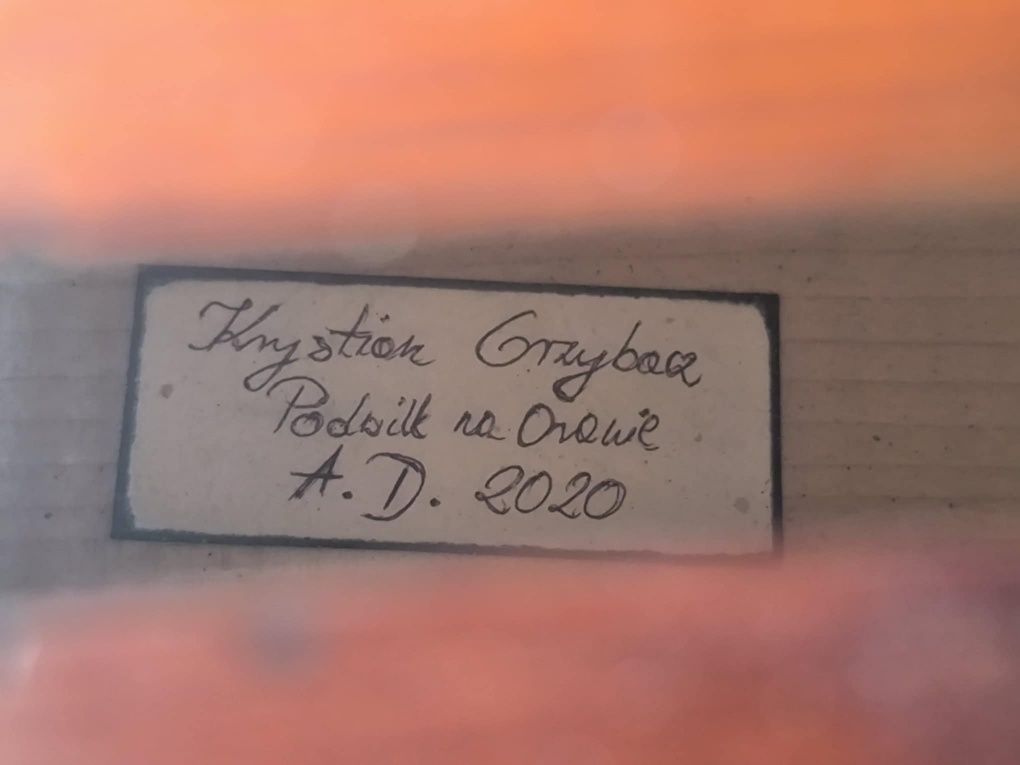 Krystian Grzybacz
Podwilk na Orawie
A. D. 2020